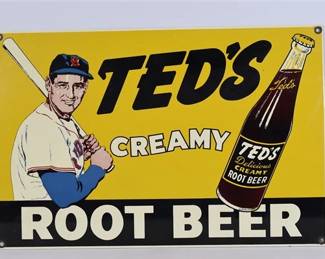 TED'S
CREAMY
ROOT BEER
Ted's
TED'S
Delicious
CREAMY
ROOT BEER